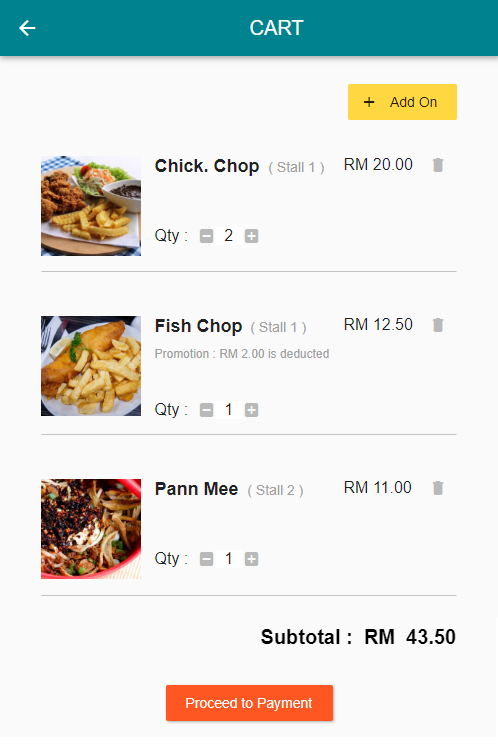 CART
+ Add On
Chick. Chop ( Stall 1 ) RM 20.00
Qty : 2
Fish Chop ( Stall 1 ) RM 12.50
Promotion : RM 2.00 is deducted
Qty : 1
Pann Mee ( Stall 2 ) RM 11.00
Qty : 1
Subtotal : RM 43.50
Proceed to Payment